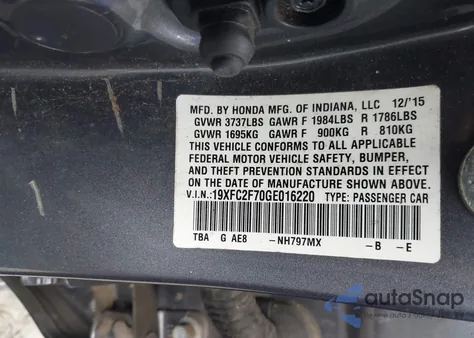 MFD. BY HONDA MFG. OF INDIANA, LLC 12/'15
GVWR 3737LBS GAWR F 1984LBS R 1786LBS
GVWR 1695KG GAWR F 900KG R 810KG
THIS VEHICLE CONFORMS TO ALL APPLICABLE
FEDERAL MOTOR VEHICLE SAFETY, BUMPER,
AND THEFT PREVENTION STANDARDS IN EFFECT
ON THE DATE OF MANUFACTURE SHOWN ABOVE.
V.I.N.:19XFC2F70GE016220 TYPE: PASSENGER CAR
TBA G AE8 -NH797MX -B -E
autoSnap